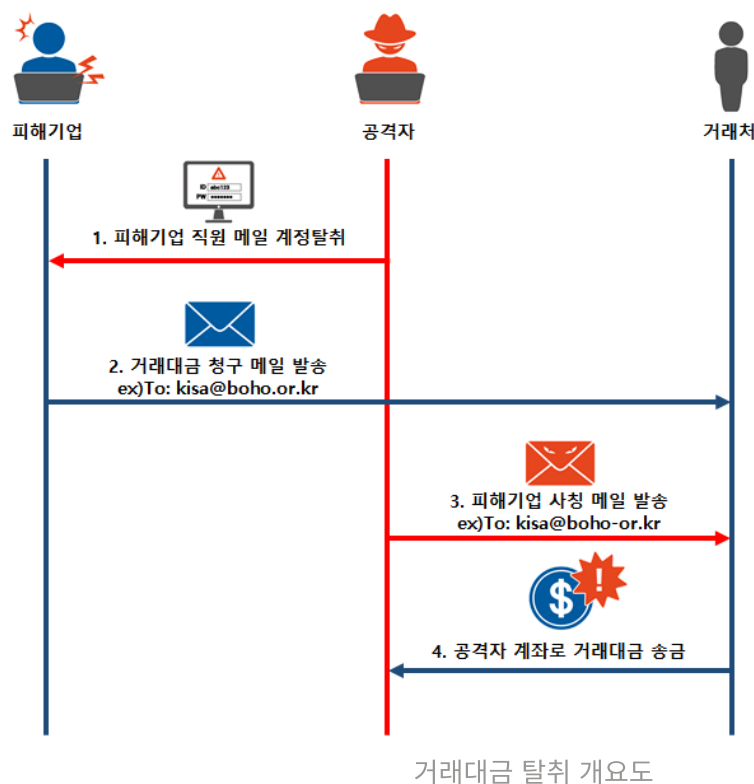 피해기업
공격자
거래처
ID abc123
PW *******
1. 피해기업 직원 메일 계정탈취
2. 거래대금 청구 메일 발송
ex)To: kisa@boho.or.kr
3. 피해기업 사칭 메일 발송
ex)To: kisa@boho-or.kr
$
!
4. 공격자 계좌로 거래대금 송금
거래대금 탈취 개요도